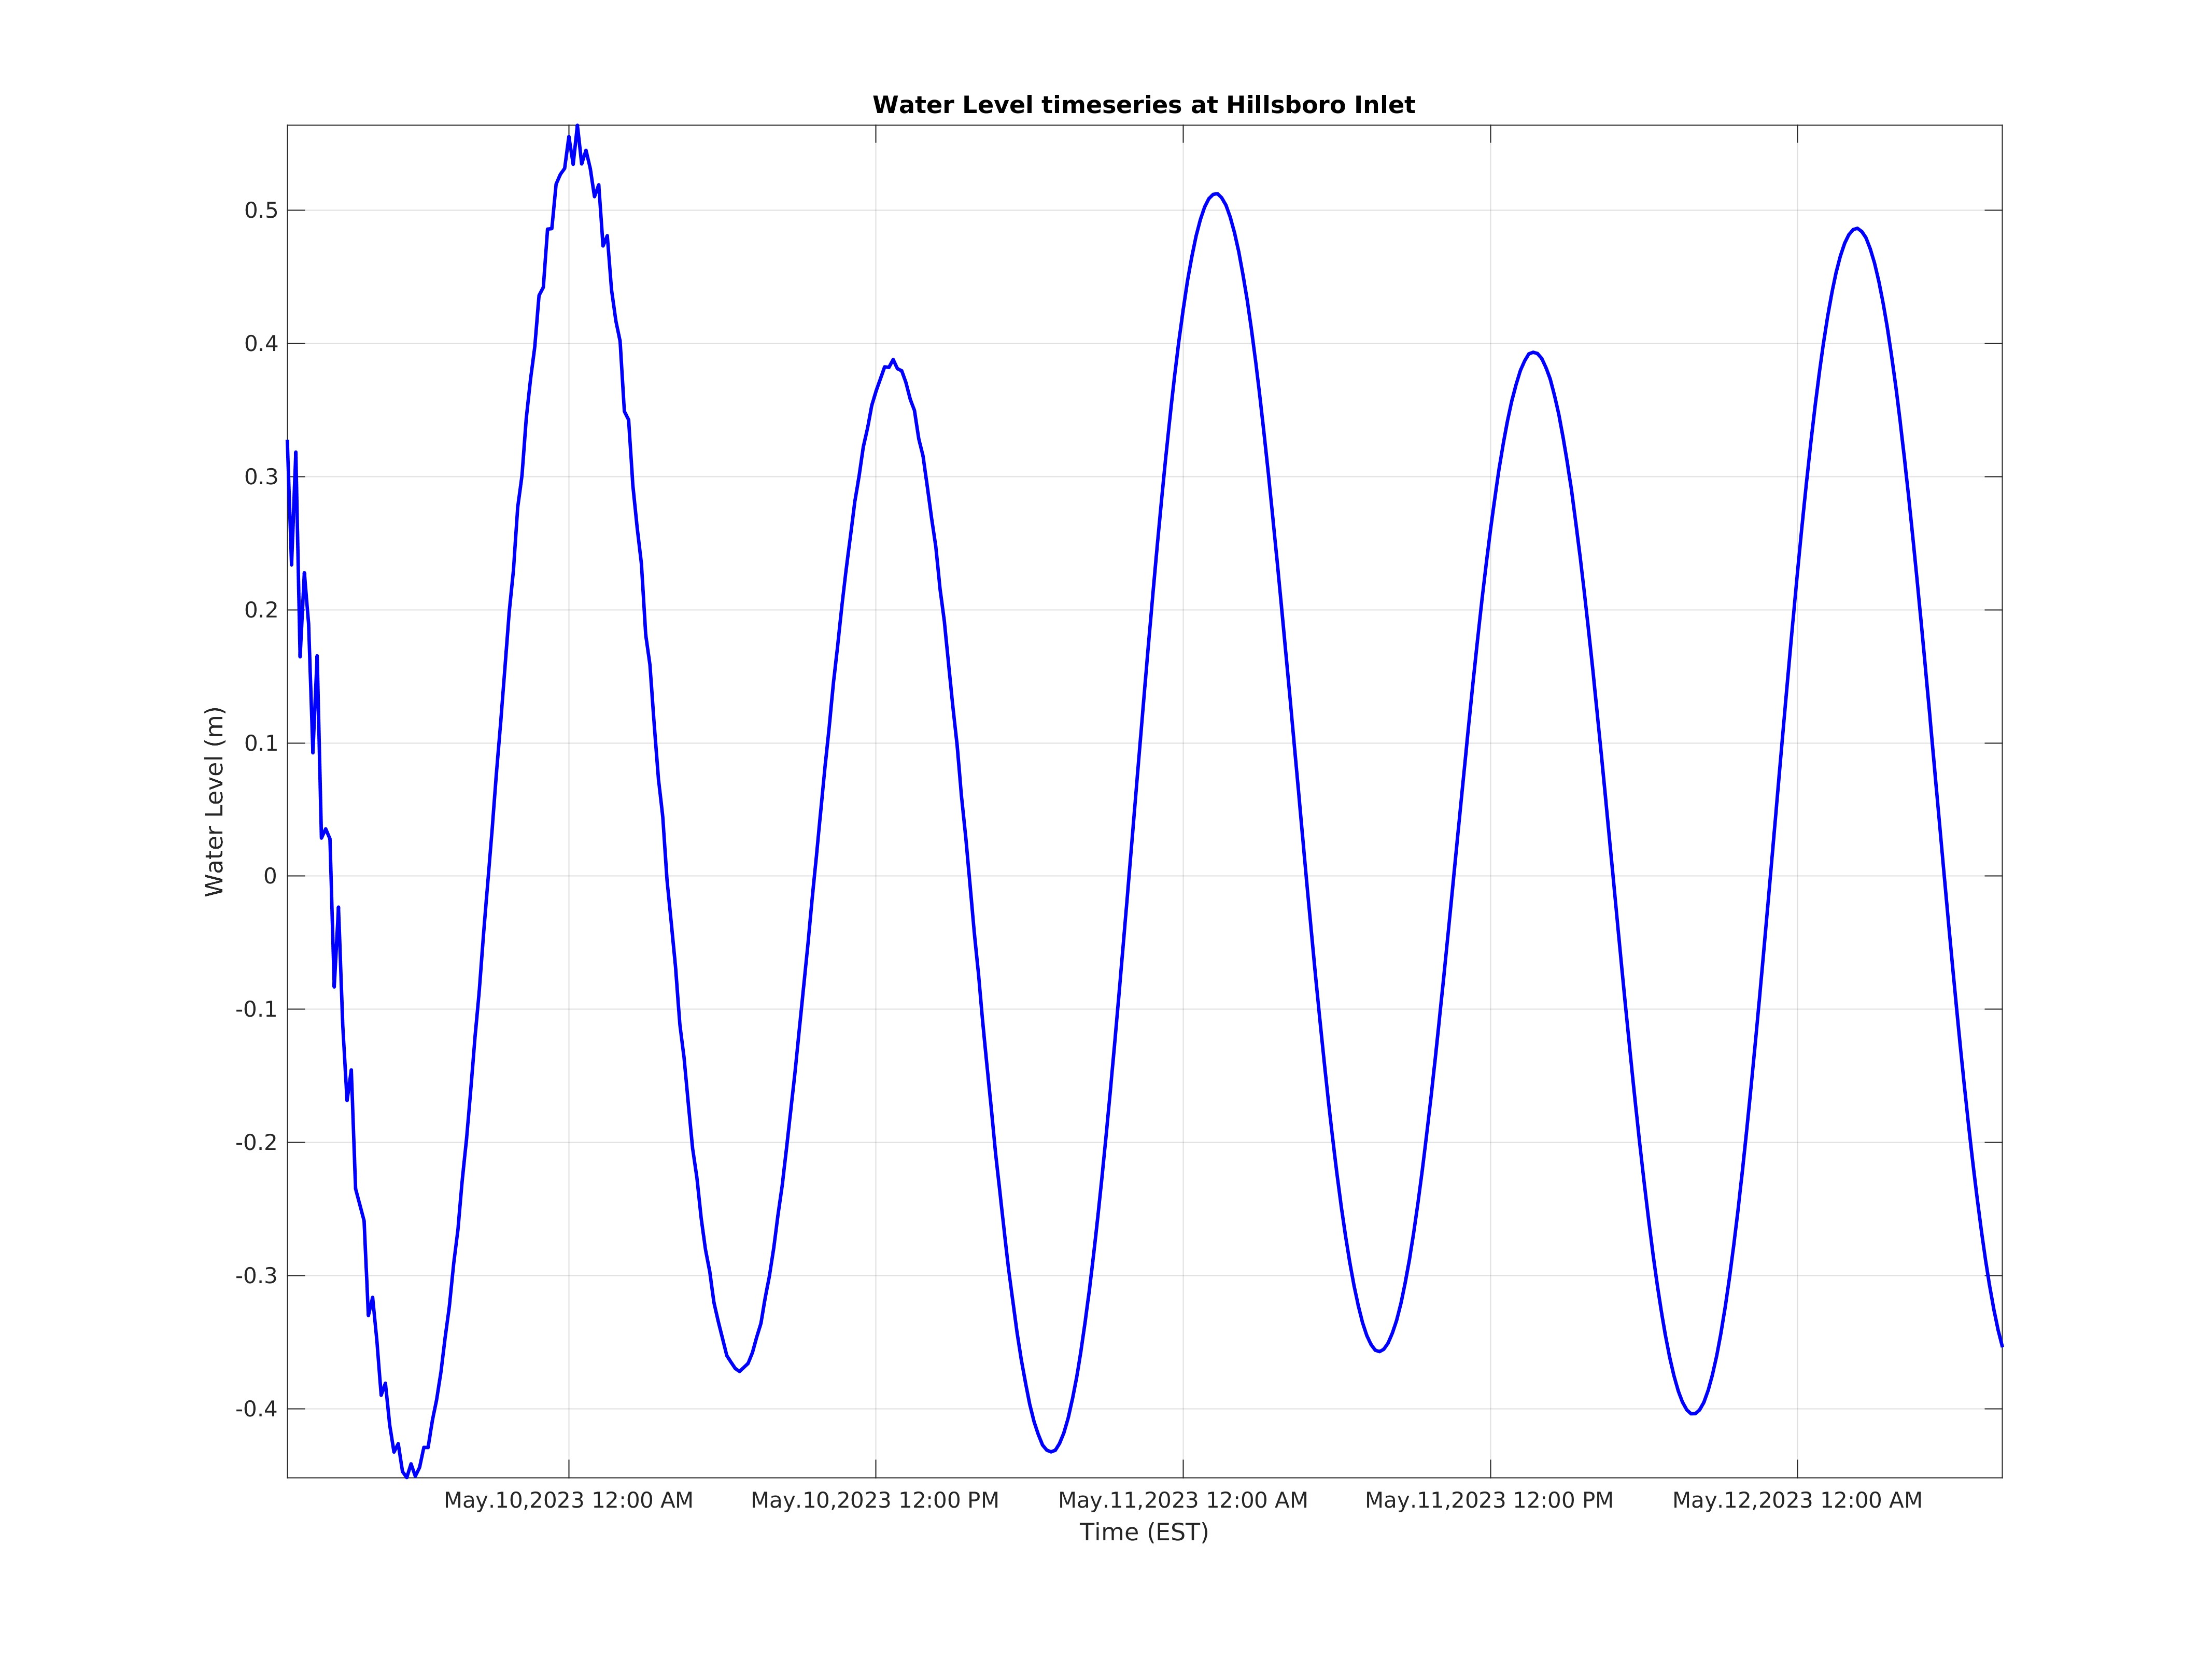 Water Level timeseries at Hillsboro Inlet
0.5
0.4
0.3
0.2
0.1
0
-0.1
-0.2
-0.3
-0.4
Water Level (m)
May.10,2023 12:00 AM
May.10,2023 12:00 PM
May.11,2023 12:00 AM
May.11,2023 12:00 PM
May.12,2023 12:00 AM
Time (EST)